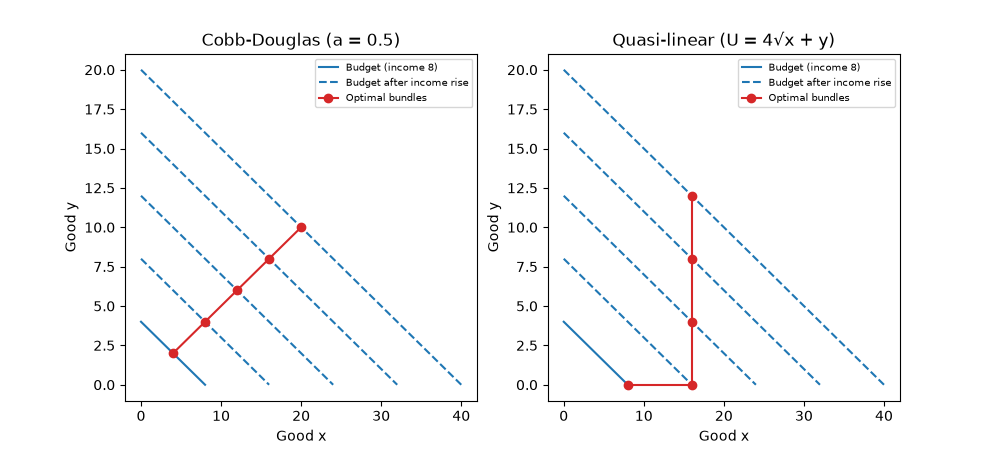 Cobb-Douglas (a = 0.5)
20.0
17.5
15.0
12.5
10.0
7.5
5.0
2.5
0.0
Good y
0
10
20
30
40
Good x
Budget (income 8)
Budget after income rise
Optimal bundles
Quasi-linear (U = 4√x + y)
20.0
17.5
15.0
12.5
10.0
7.5
5.0
2.5
0.0
Good y
0
10
20
30
40
Good x
Budget (income 8)
Budget after income rise
Optimal bundles